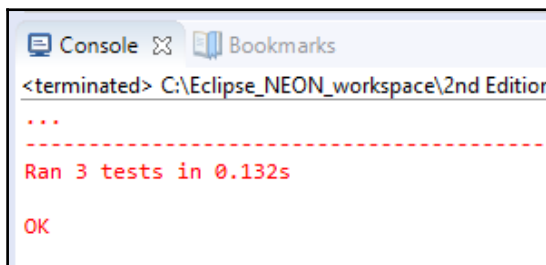 Console Bookmarks
<terminated> C:\Eclipse_NEON_workspace\2nd Edition
...
-----------------------------------------
Ran 3 tests in 0.132s
OK